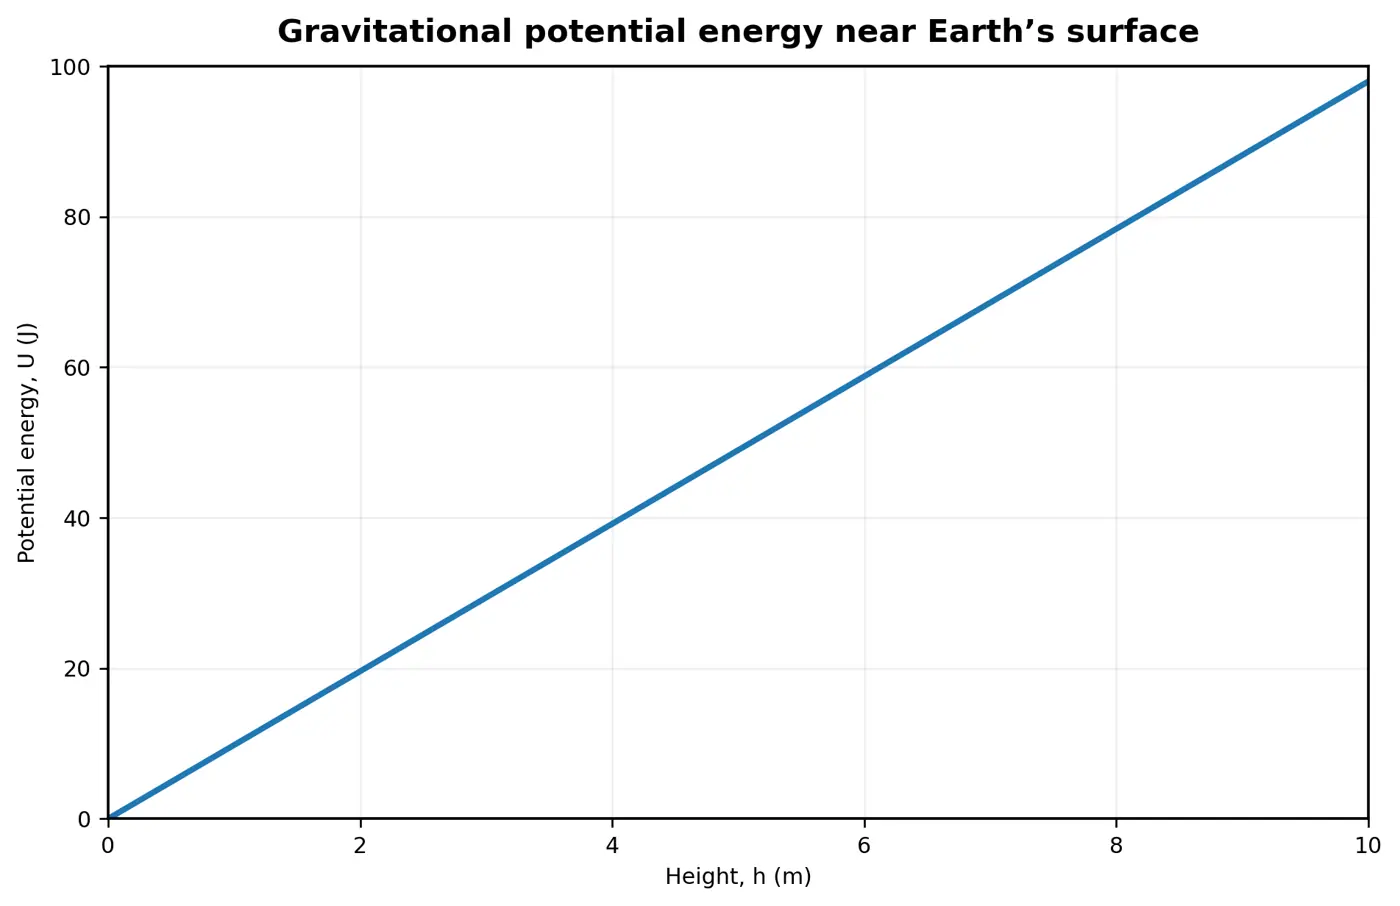 Gravitational potential energy near Earth’s surface
100
80
60
40
20
0
Potential energy, U (J)
0 2 4 6 8 10
Height, h (m)